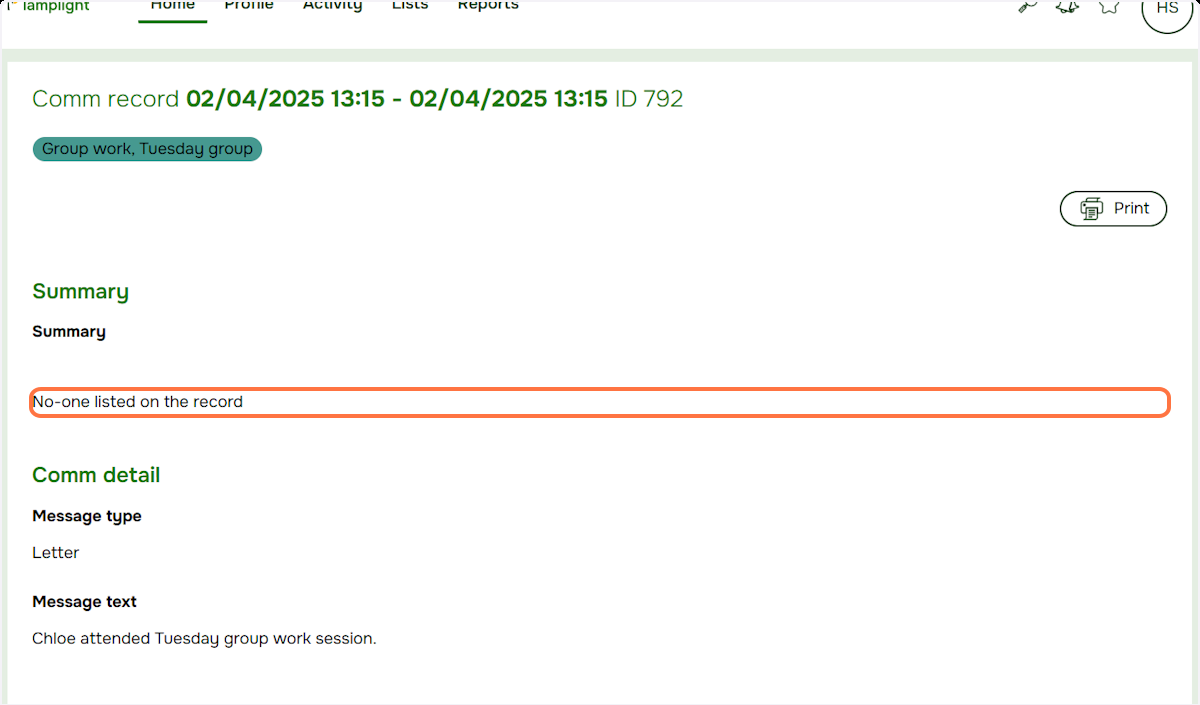 lamplight Home Profile Activity Lists Reports HS
Comm record 02/04/2025 13:15 - 02/04/2025 13:15 ID 792
Group work, Tuesday group
Print
Summary
Summary
No-one listed on the record
Comm detail
Message type
Letter
Message text
Chloe attended Tuesday group work session.